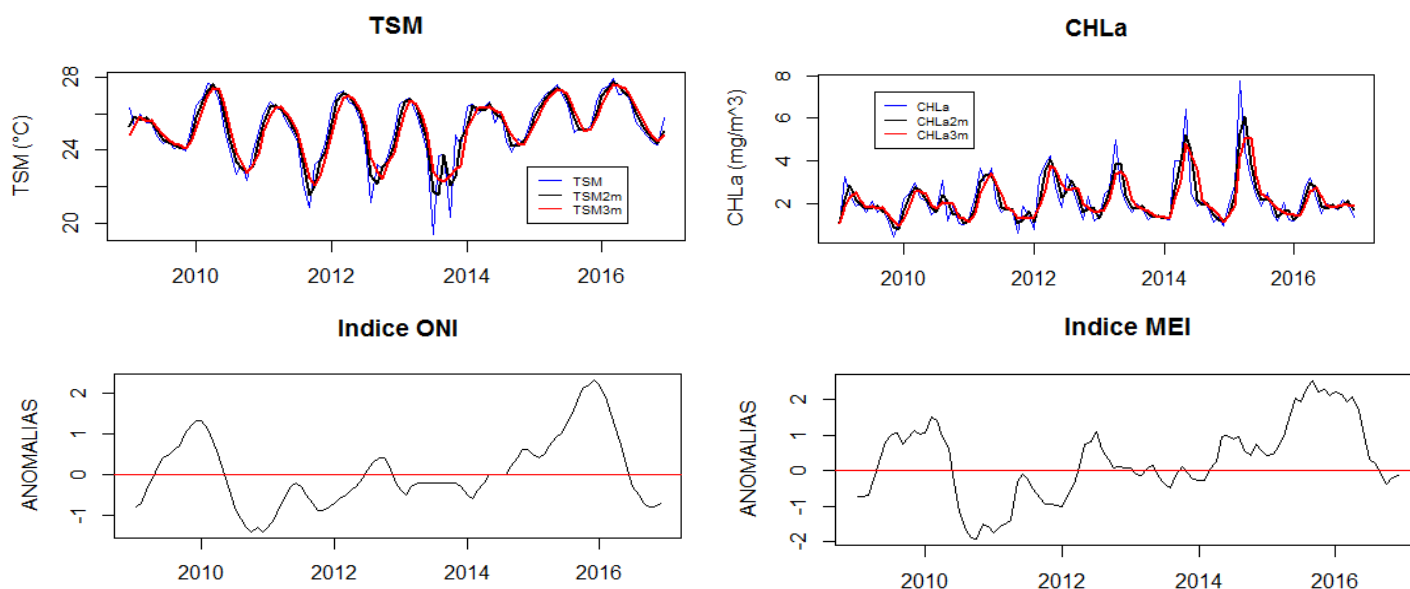 TSM
TSM (°C)
28
24
20
TSM
TSM2m
TSM3m
2010
2012
2014
2016
CHLa
CHLa (mg/m^3)
8
6
4
2
CHLa
CHLa2m
CHLa3m
2010
2012
2014
2016
Indice ONI
ANOMALIAS
2
1
0
-1
2010
2012
2014
2016
Indice MEI
ANOMALIAS
2
1
0
-1
-2
2010
2012
2014
2016